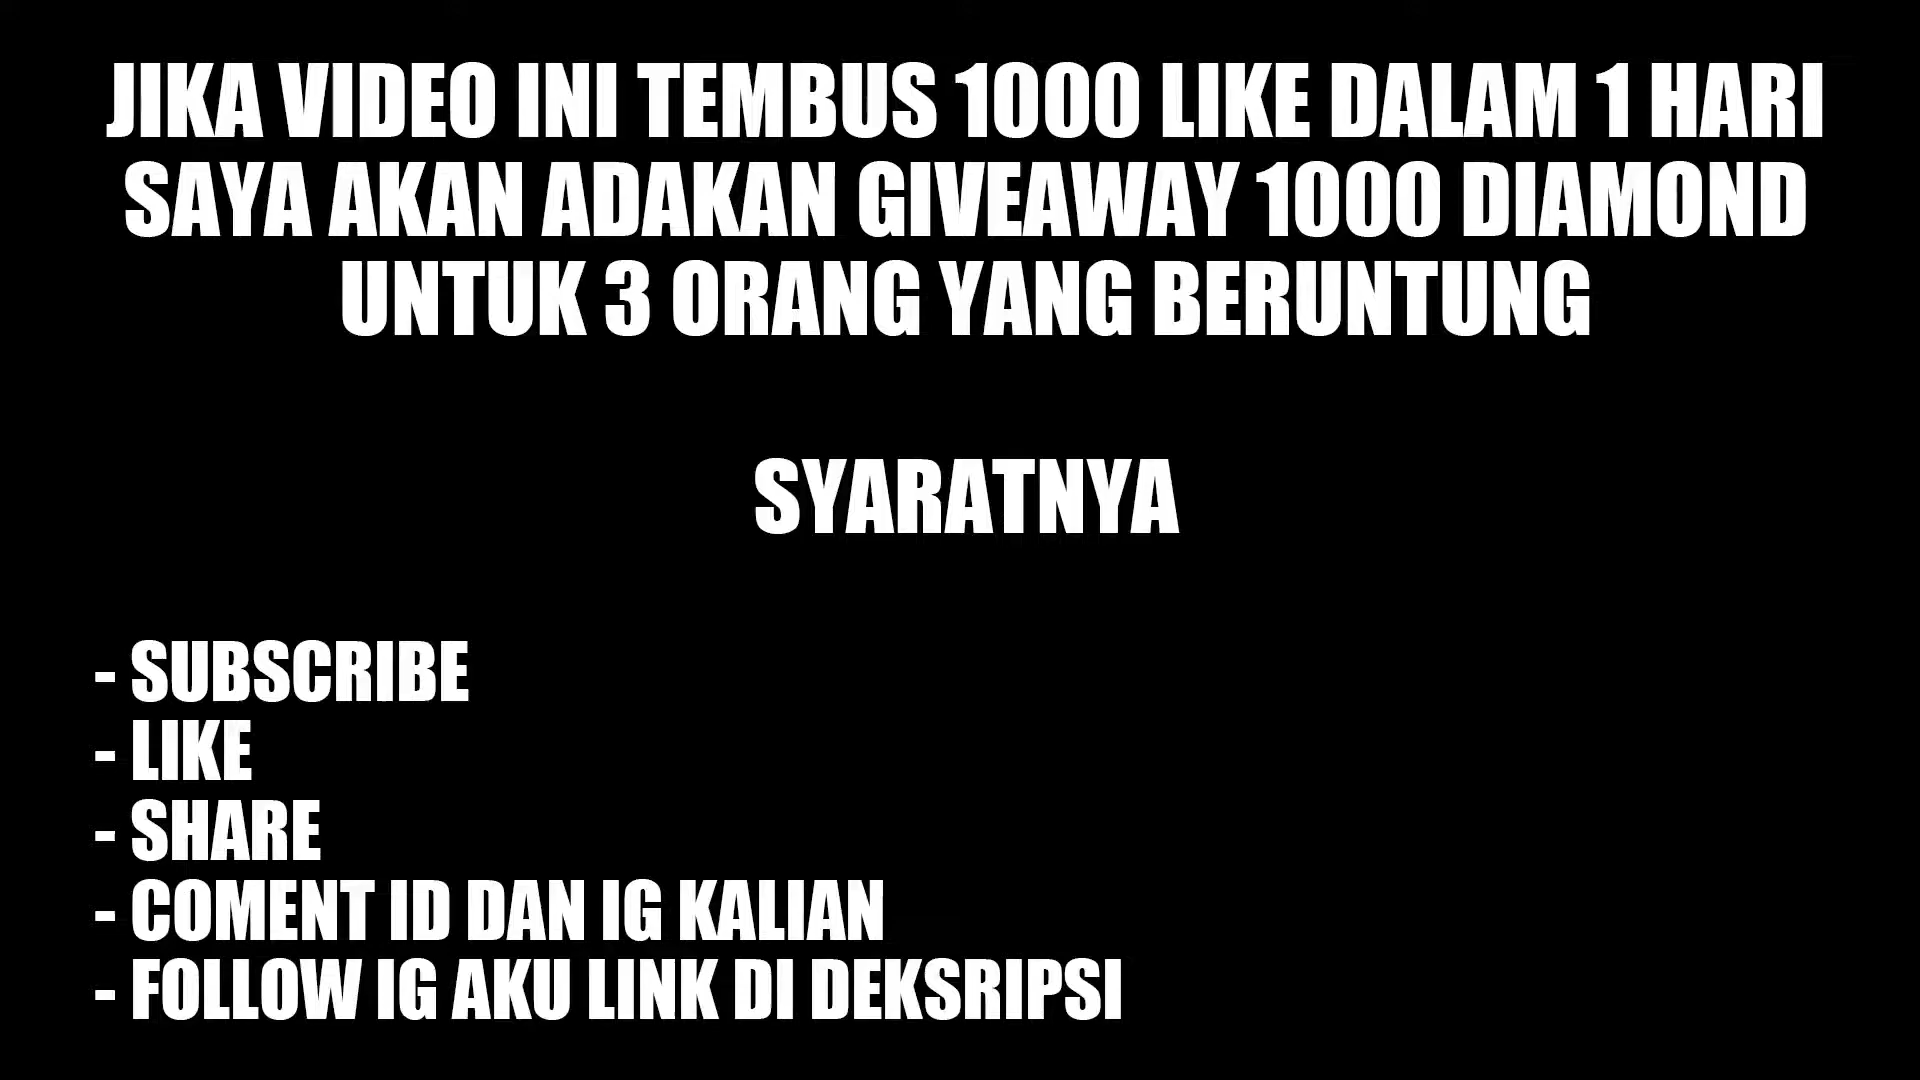 JIKA VIDEO INI TEMBUS 1000 LIKE DALAM 1 HARI
SAYA AKAN ADAKAN GIVEAWAY 1000 DIAMOND
UNTUK 3 ORANG YANG BERUNTUNG
SYARATNYA
- SUBSCRIBE
- LIKE
- SHARE
- COMENT ID DAN IG KALIAN
- FOLLOW IG AKU LINK DI DEKSRIPSI